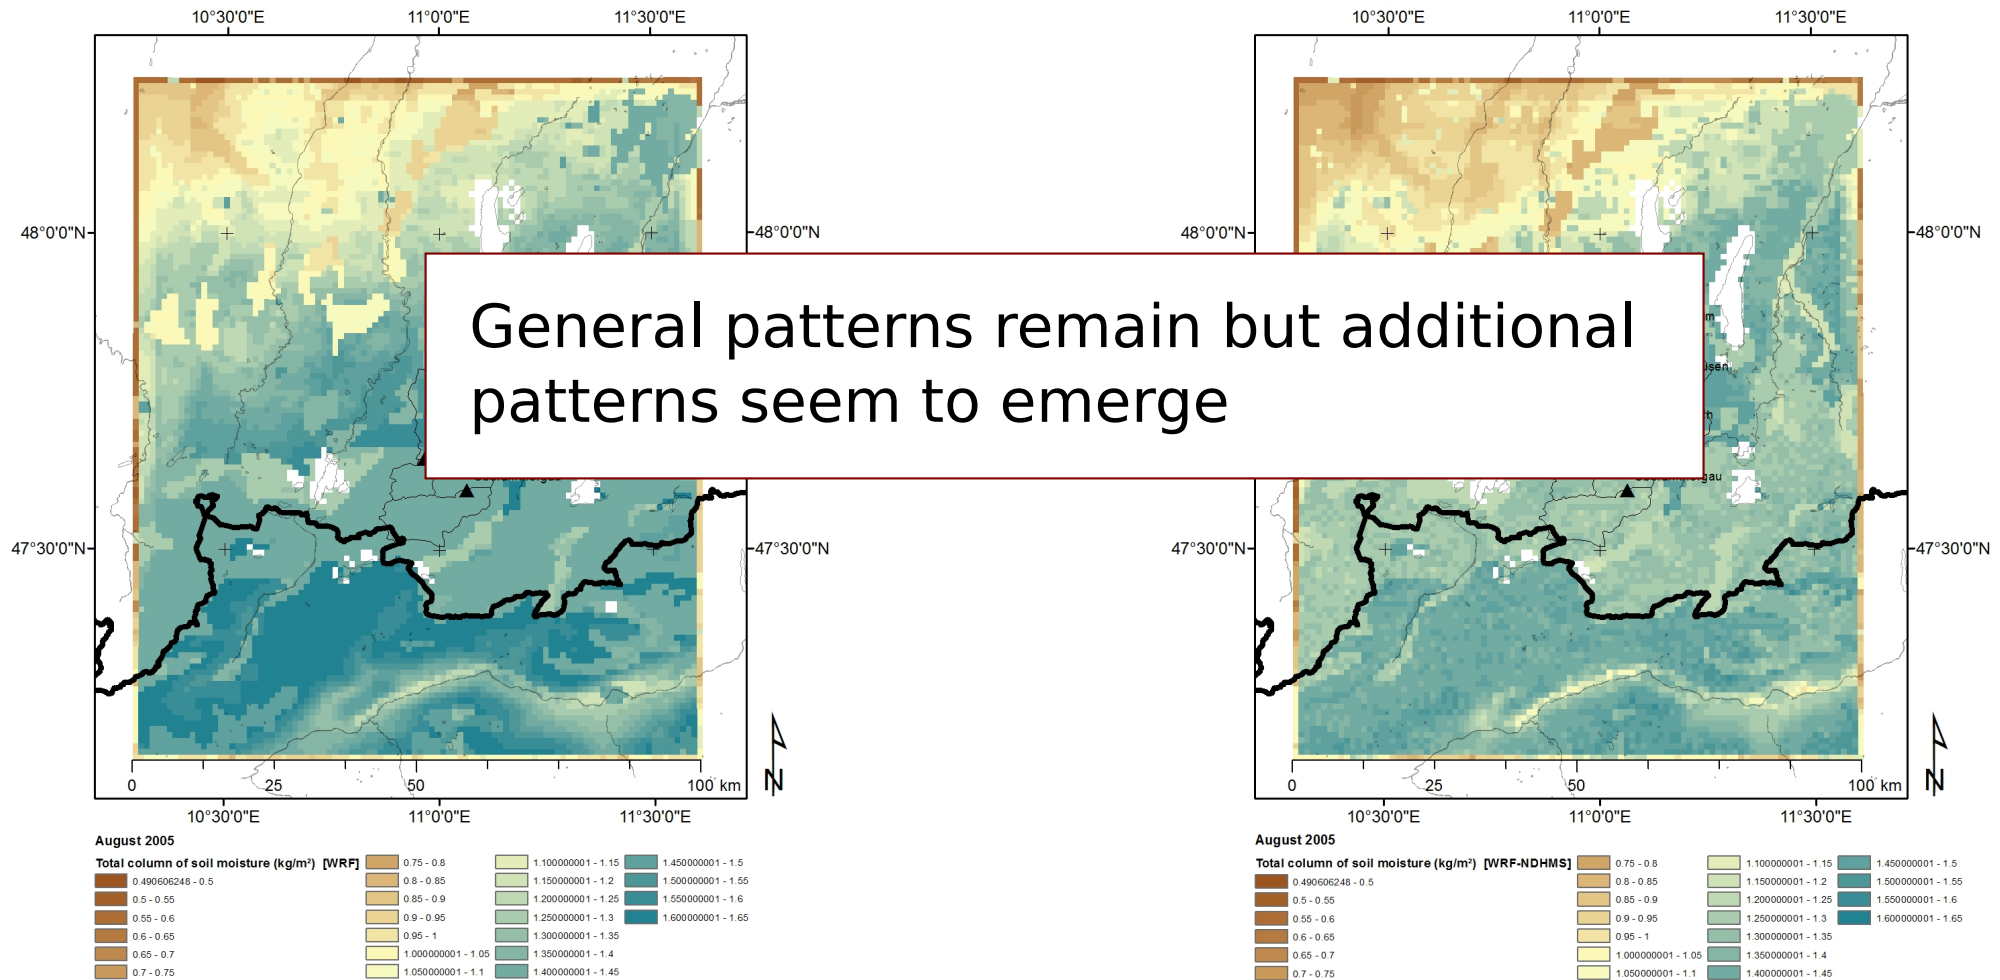 10°30'0"E 11°0'0"E 11°30'0"E 10°30'0"E 11°0'0"E 11°30'0"E
48°0'0"N 48°0'0"N 48°0'0"N 48°0'0"N
General patterns remain but additional
patterns seem to emerge
47°30'0"N 47°30'0"N 47°30'0"N 47°30'0"N
N N
0 25 50 100 km 0 25 50 100 km
10°30'0"E 11°0'0"E 11°30'0"E 10°30'0"E 11°0'0"E 11°30'0"E
August 2005
Total column of soil moisture (kg/m²) [WRF]
0.490606248 - 0.5
0.5 - 0.55
0.55 - 0.6
0.6 - 0.65
0.65 - 0.7
0.7 - 0.75
0.75 - 0.8
0.8 - 0.85
0.85 - 0.9
0.9 - 0.95
0.95 - 1
1.000000001 - 1.05
1.050000001 - 1.1
1.100000001 - 1.15
1.150000001 - 1.2
1.200000001 - 1.25
1.250000001 - 1.3
1.300000001 - 1.35
1.350000001 - 1.4
1.400000001 - 1.45
1.450000001 - 1.5
1.500000001 - 1.55
1.550000001 - 1.6
1.600000001 - 1.65
August 2005
Total column of soil moisture (kg/m²) [WRF-NDHMS]
0.490606248 - 0.5
0.5 - 0.55
0.55 - 0.6
0.6 - 0.65
0.65 - 0.7
0.7 - 0.75
0.75 - 0.8
0.8 - 0.85
0.85 - 0.9
0.9 - 0.95
0.95 - 1
1.000000001 - 1.05
1.050000001 - 1.1
1.100000001 - 1.15
1.150000001 - 1.2
1.200000001 - 1.25
1.250000001 - 1.3
1.300000001 - 1.35
1.350000001 - 1.4
1.400000001 - 1.45
1.450000001 - 1.5
1.500000001 - 1.55
1.550000001 - 1.6
1.600000001 - 1.65